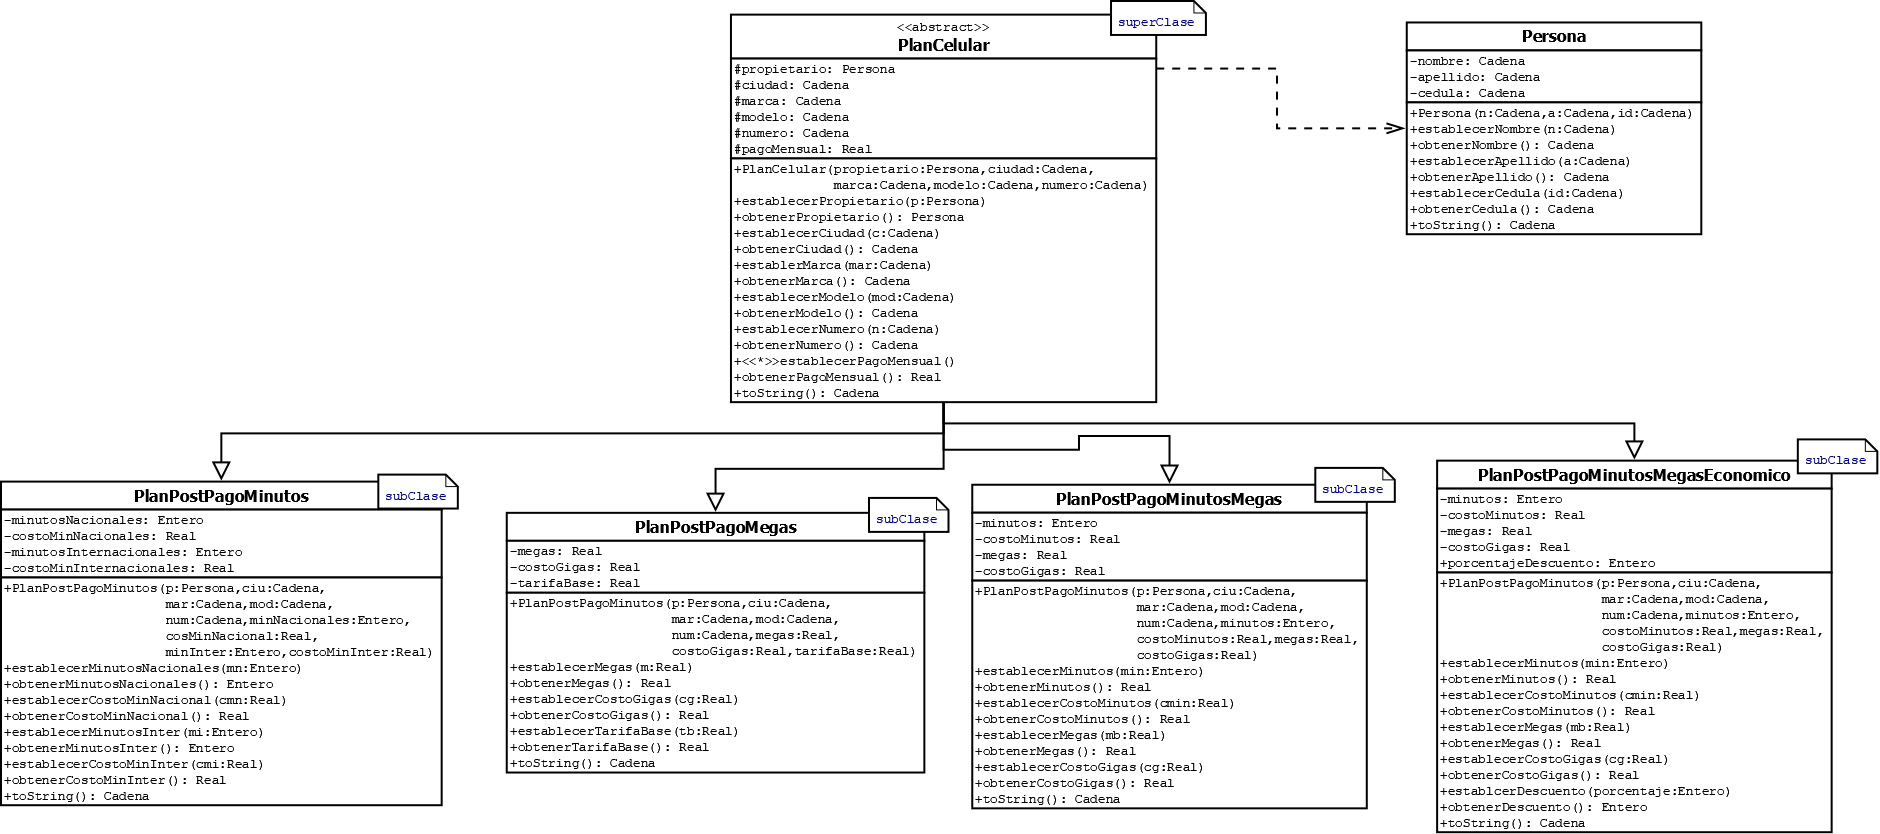 superClase
<<abstract>>
PlanCelular
#propietario: Persona
#ciudad: Cadena
#marca: Cadena
#modelo: Cadena
#numero: Cadena
#pagoMensual: Real
+PlanCelular(propietario:Persona,ciudad:Cadena,
marca:Cadena,modelo:Cadena,numero:Cadena)
+establecerPropietario(p:Persona)
+obtenerPropietario(): Persona
+establecerCiudad(c:Cadena)
+obtenerCiudad(): Cadena
+establerMarca(mar:Cadena)
+obtenerMarca(): Cadena
+establecerModelo(mod:Cadena)
+obtenerModelo(): Cadena
+establecerNumero(n:Cadena)
+obtenerNumero(): Cadena
+<<*>>establecerPagoMensual()
+obtenerPagoMensual(): Real
+toString(): Cadena
Persona
-nombre: Cadena
-apellido: Cadena
-cedula: Cadena
+Persona(n:Cadena,a:Cadena,id:Cadena)
+establecerNombre(n:Cadena)
+obtenerNombre(): Cadena
+establecerApellido(a:Cadena)
+obtenerApellido(): Cadena
+establecerCedula(id:Cadena)
+obtenerCedula(): Cadena
+toString(): Cadena
subClase
PlanPostPagoMinutos
-minutosNacionales: Entero
-costoMinNacionales: Real
-minutosInternacionales: Entero
-costoMinInternacionales: Real
+PlanPostPagoMinutos(p:Persona,ciu:Cadena,
mar:Cadena,mod:Cadena,
num:Cadena,minNacionales:Entero,
cosMinNacional:Real,
minInter:Entero,costoMinInter:Real)
+establecerMinutosNacionales(mn:Entero)
+obtenerMinutosNacionales(): Entero
+establecerCostoMinNacional(cmn:Real)
+obtenerCostoMinNacional(): Real
+establecerMinutosInter(mi:Entero)
+obtenerMinutosInter(): Entero
+establecerCostoMinInter(cmi:Real)
+obtenerCostoMinInter(): Real
+toString(): Cadena
subClase
PlanPostPagoMegas
-megas: Real
-costoGigas: Real
-tarifaBase: Real
+PlanPostPagoMinutos(p:Persona,ciu:Cadena,
mar:Cadena,mod:Cadena,
num:Cadena,megas:Real,
costoGigas:Real,tarifaBase:Real)
+establecerMegas(m:Real)
+obtenerMegas(): Real
+establecerCostoGigas(cg:Real)
+obtenerCostoGigas(): Real
+establecerTarifaBase(tb:Real)
+obtenerTarifaBase(): Real
+toString(): Cadena
subClase
PlanPostPagoMinutosMegas
-minutos: Entero
-costoMinutos: Real
-megas: Real
-costoGigas: Real
+PlanPostPagoMinutos(p:Persona,ciu:Cadena,
mar:Cadena,mod:Cadena,
num:Cadena,minutos:Entero,
costoMinutos:Real,megas:Real,
costoGigas:Real)
+establecerMinutos(min:Entero)
+obtenerMinutos(): Real
+establecerCostoMinutos(cmin:Real)
+obtenerCostoMinutos(): Real
+establecerMegas(mb:Real)
+obtenerMegas(): Real
+establecerCostoGigas(cg:Real)
+obtenerCostoGigas(): Real
+toString(): Cadena
subClase
PlanPostPagoMinutosMegasEconomico
-minutos: Entero
-costoMinutos: Real
-megas: Real
-costoGigas: Real
+porcentajeDescuento: Entero
+PlanPostPagoMinutos(p:Persona,ciu:Cadena,
mar:Cadena,mod:Cadena,
num:Cadena,minutos:Entero,
costoMinutos:Real,megas:Real,
costoGigas:Real)
+establecerMinutos(min:Entero)
+obtenerMinutos(): Real
+establecerCostoMinutos(cmin:Real)
+obtenerCostoMinutos(): Real
+establecerMegas(mb:Real)
+obtenerMegas(): Real
+establecerCostoGigas(cg:Real)
+obtenerCostoGigas(): Real
+establcerDescuento(porcentaje:Entero)
+obtenerDescuento(): Entero
+toString(): Cadena